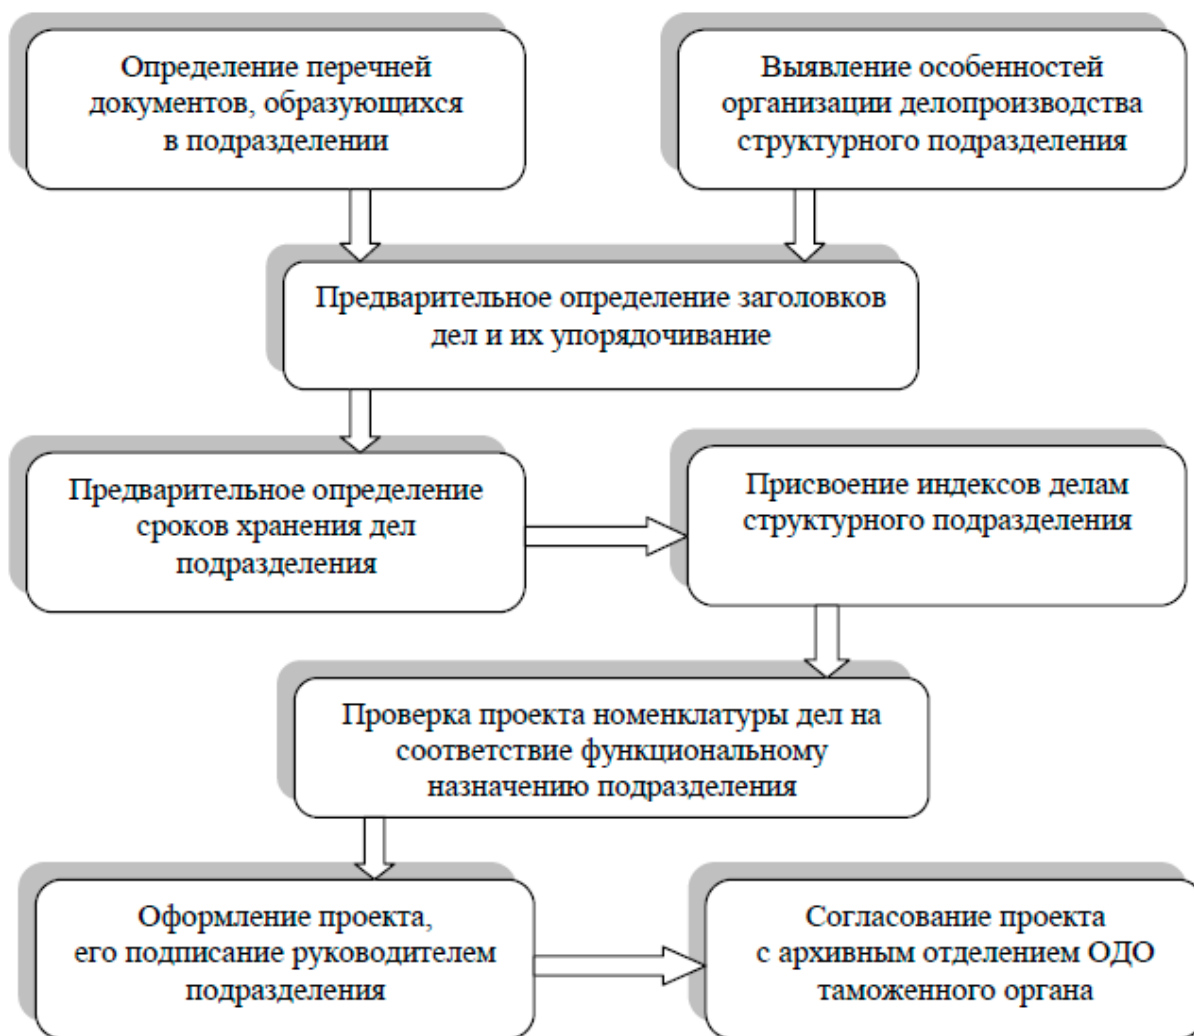 Определение перечней
документов, образующихся
в подразделении
Выявление особенностей
организации делопроизводства
структурного подразделения
Предварительное определение заголовков
дел и их упорядочивание
Предварительное определение
сроков хранения дел
подразделения
Присвоение индексов делам
структурного подразделения
Проверка проекта номенклатуры дел на
соответствие функциональному
назначению подразделения
Оформление проекта,
его подписание руководителем
подразделения
Согласование проекта
с архивным отделением ОДО
таможенного органа